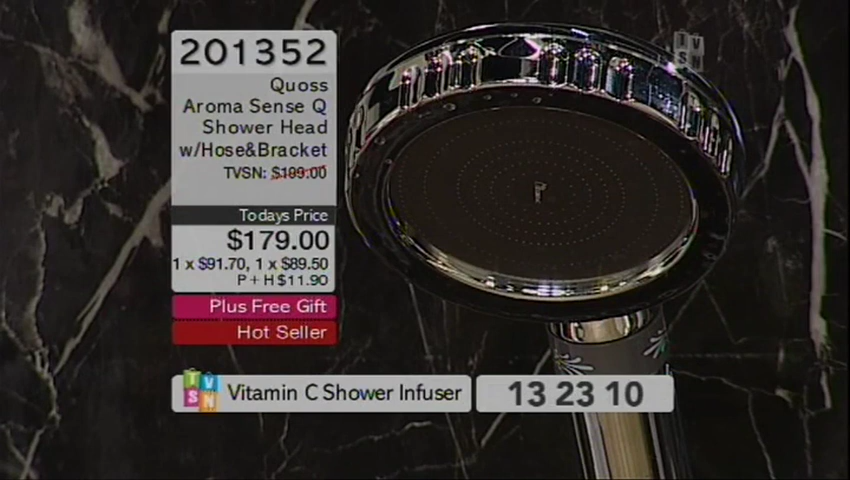 201352
Quoss
Aroma Sense Q
Shower Head
w/Hose&Bracket
TVSN: $199.00
Todays Price
$179.00
1 x $91.70, 1 x $89.50
P + H $11.90
Plus Free Gift
Hot Seller
TVSN Vitamin C Shower Infuser
13 23 10
TVSN